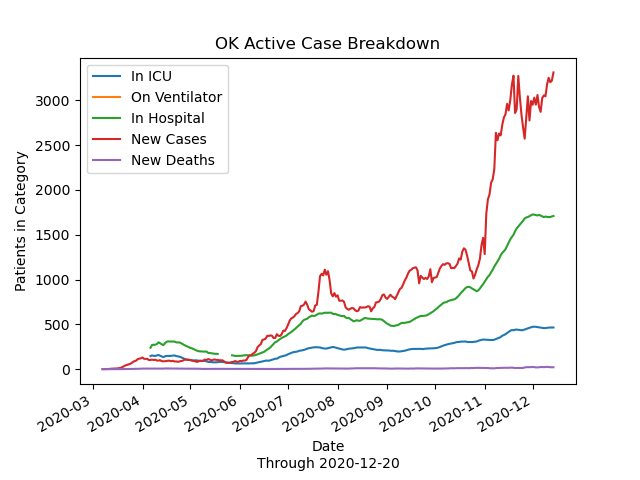 OK Active Case Breakdown
In ICU
On Ventilator
In Hospital
New Cases
New Deaths
Patients in Category
3000
2500
2000
1500
1000
500
0
2020-03
2020-04
2020-05
2020-06
2020-07
2020-08
2020-09
2020-10
2020-11
2020-12
Date
Through 2020-12-20